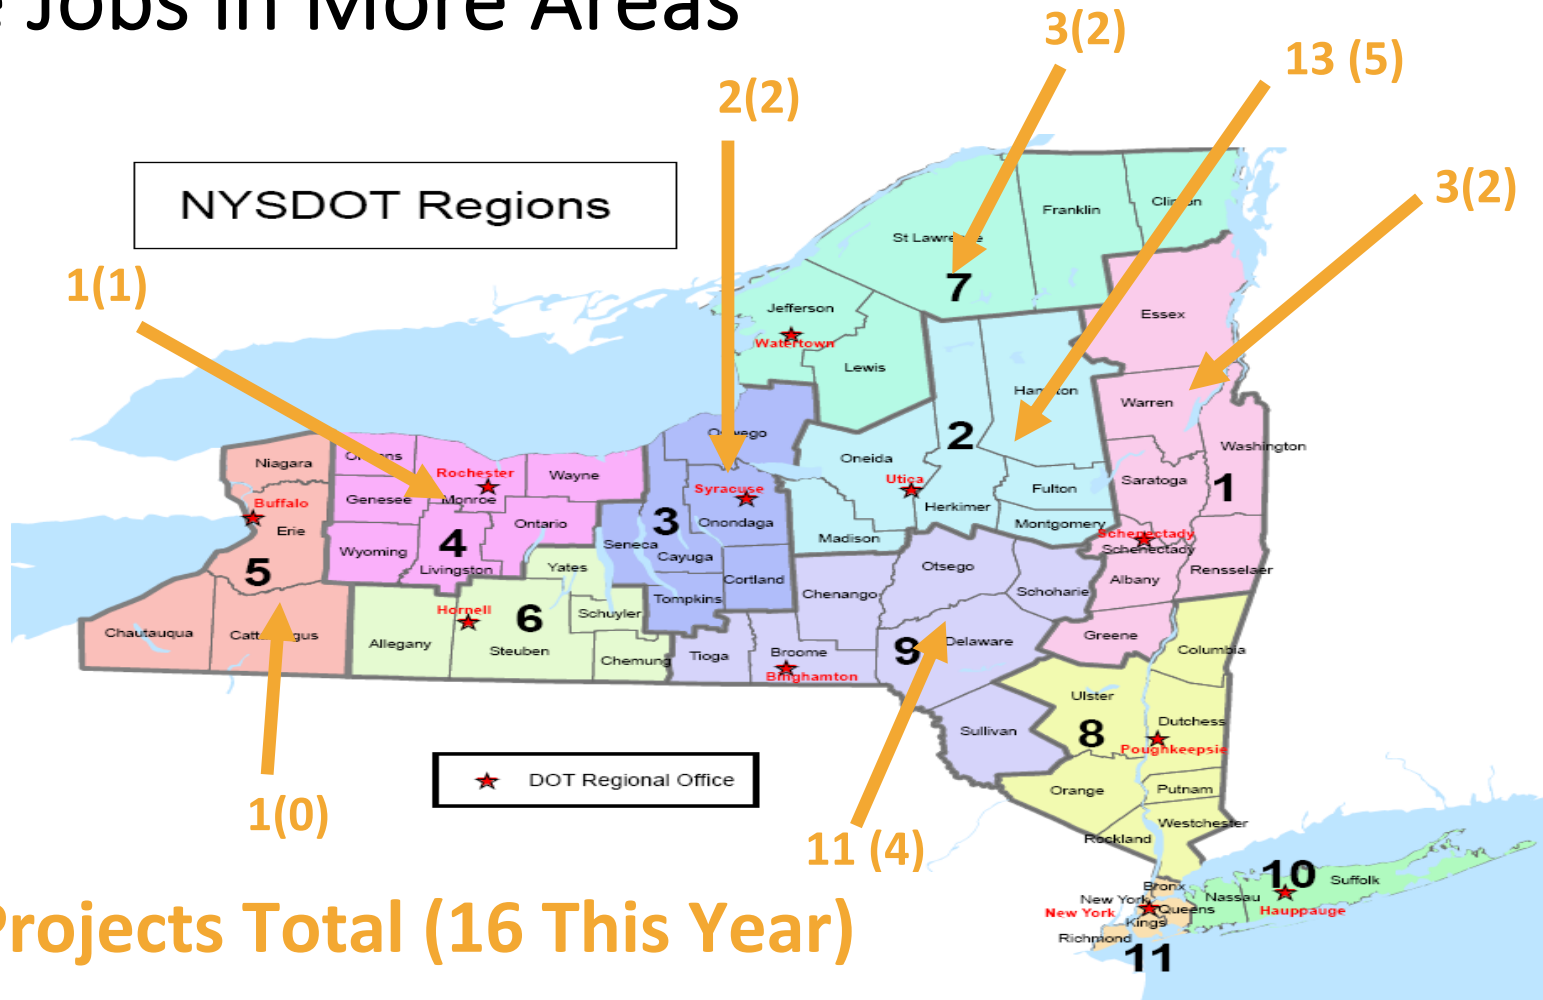 Jobs in More Areas
3(2)
13 (5)
2(2)
3(2)
NYSDOT Regions
1(1)
Clinton
Franklin
St Lawrence
7
Essex
Jefferson
Watertown
Lewis
Hamilton
Warren
Oswego
2
Washington
Oneida
Niagara
Orleans
Rochester
Wayne
Syracuse
Utica
Saratoga
1
Buffalo
Genesee
Monroe
Fulton
Herkimer
Erie
Ontario
3
Onondaga
Montgomery
Schenectady
Wyoming
4
Seneca
Cayuga
Madison
Schenectady
5
Livingston
Yates
Cortland
Otsego
Albany
Rensselaer
Tompkins
Chenango
Schoharie
Hornell
6
Schuyler
Chautauqua
Cattaraugus
Allegany
Steuben
Chemung
Tioga
Broome
Binghamton
9
Delaware
Greene
Columbia
Ulster
Sullivan
8
Dutchess
Poughkeepsie
DOT Regional Office
Orange
Putnam
1(0)
11 (4)
Westchester
Rockland
10
Suffolk
Bronx
New York
Nassau
New York
Queens
Hauppauge
Kings
Richmond
11
Projects Total (16 This Year)